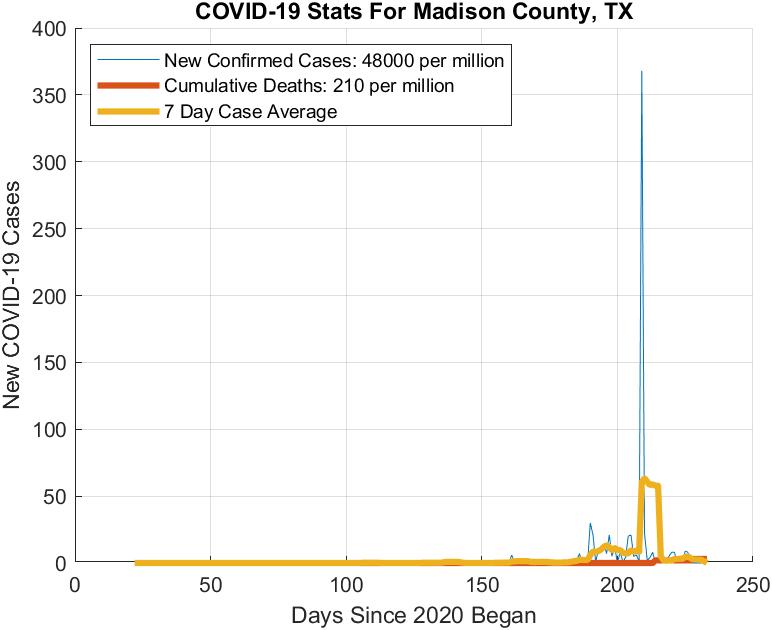 COVID-19 Stats For Madison County, TX
400
350
300
250
200
150
100
50
0
New COVID-19 Cases
New Confirmed Cases: 48000 per million
Cumulative Deaths: 210 per million
7 Day Case Average
0 50 100 150 200 250
Days Since 2020 Began